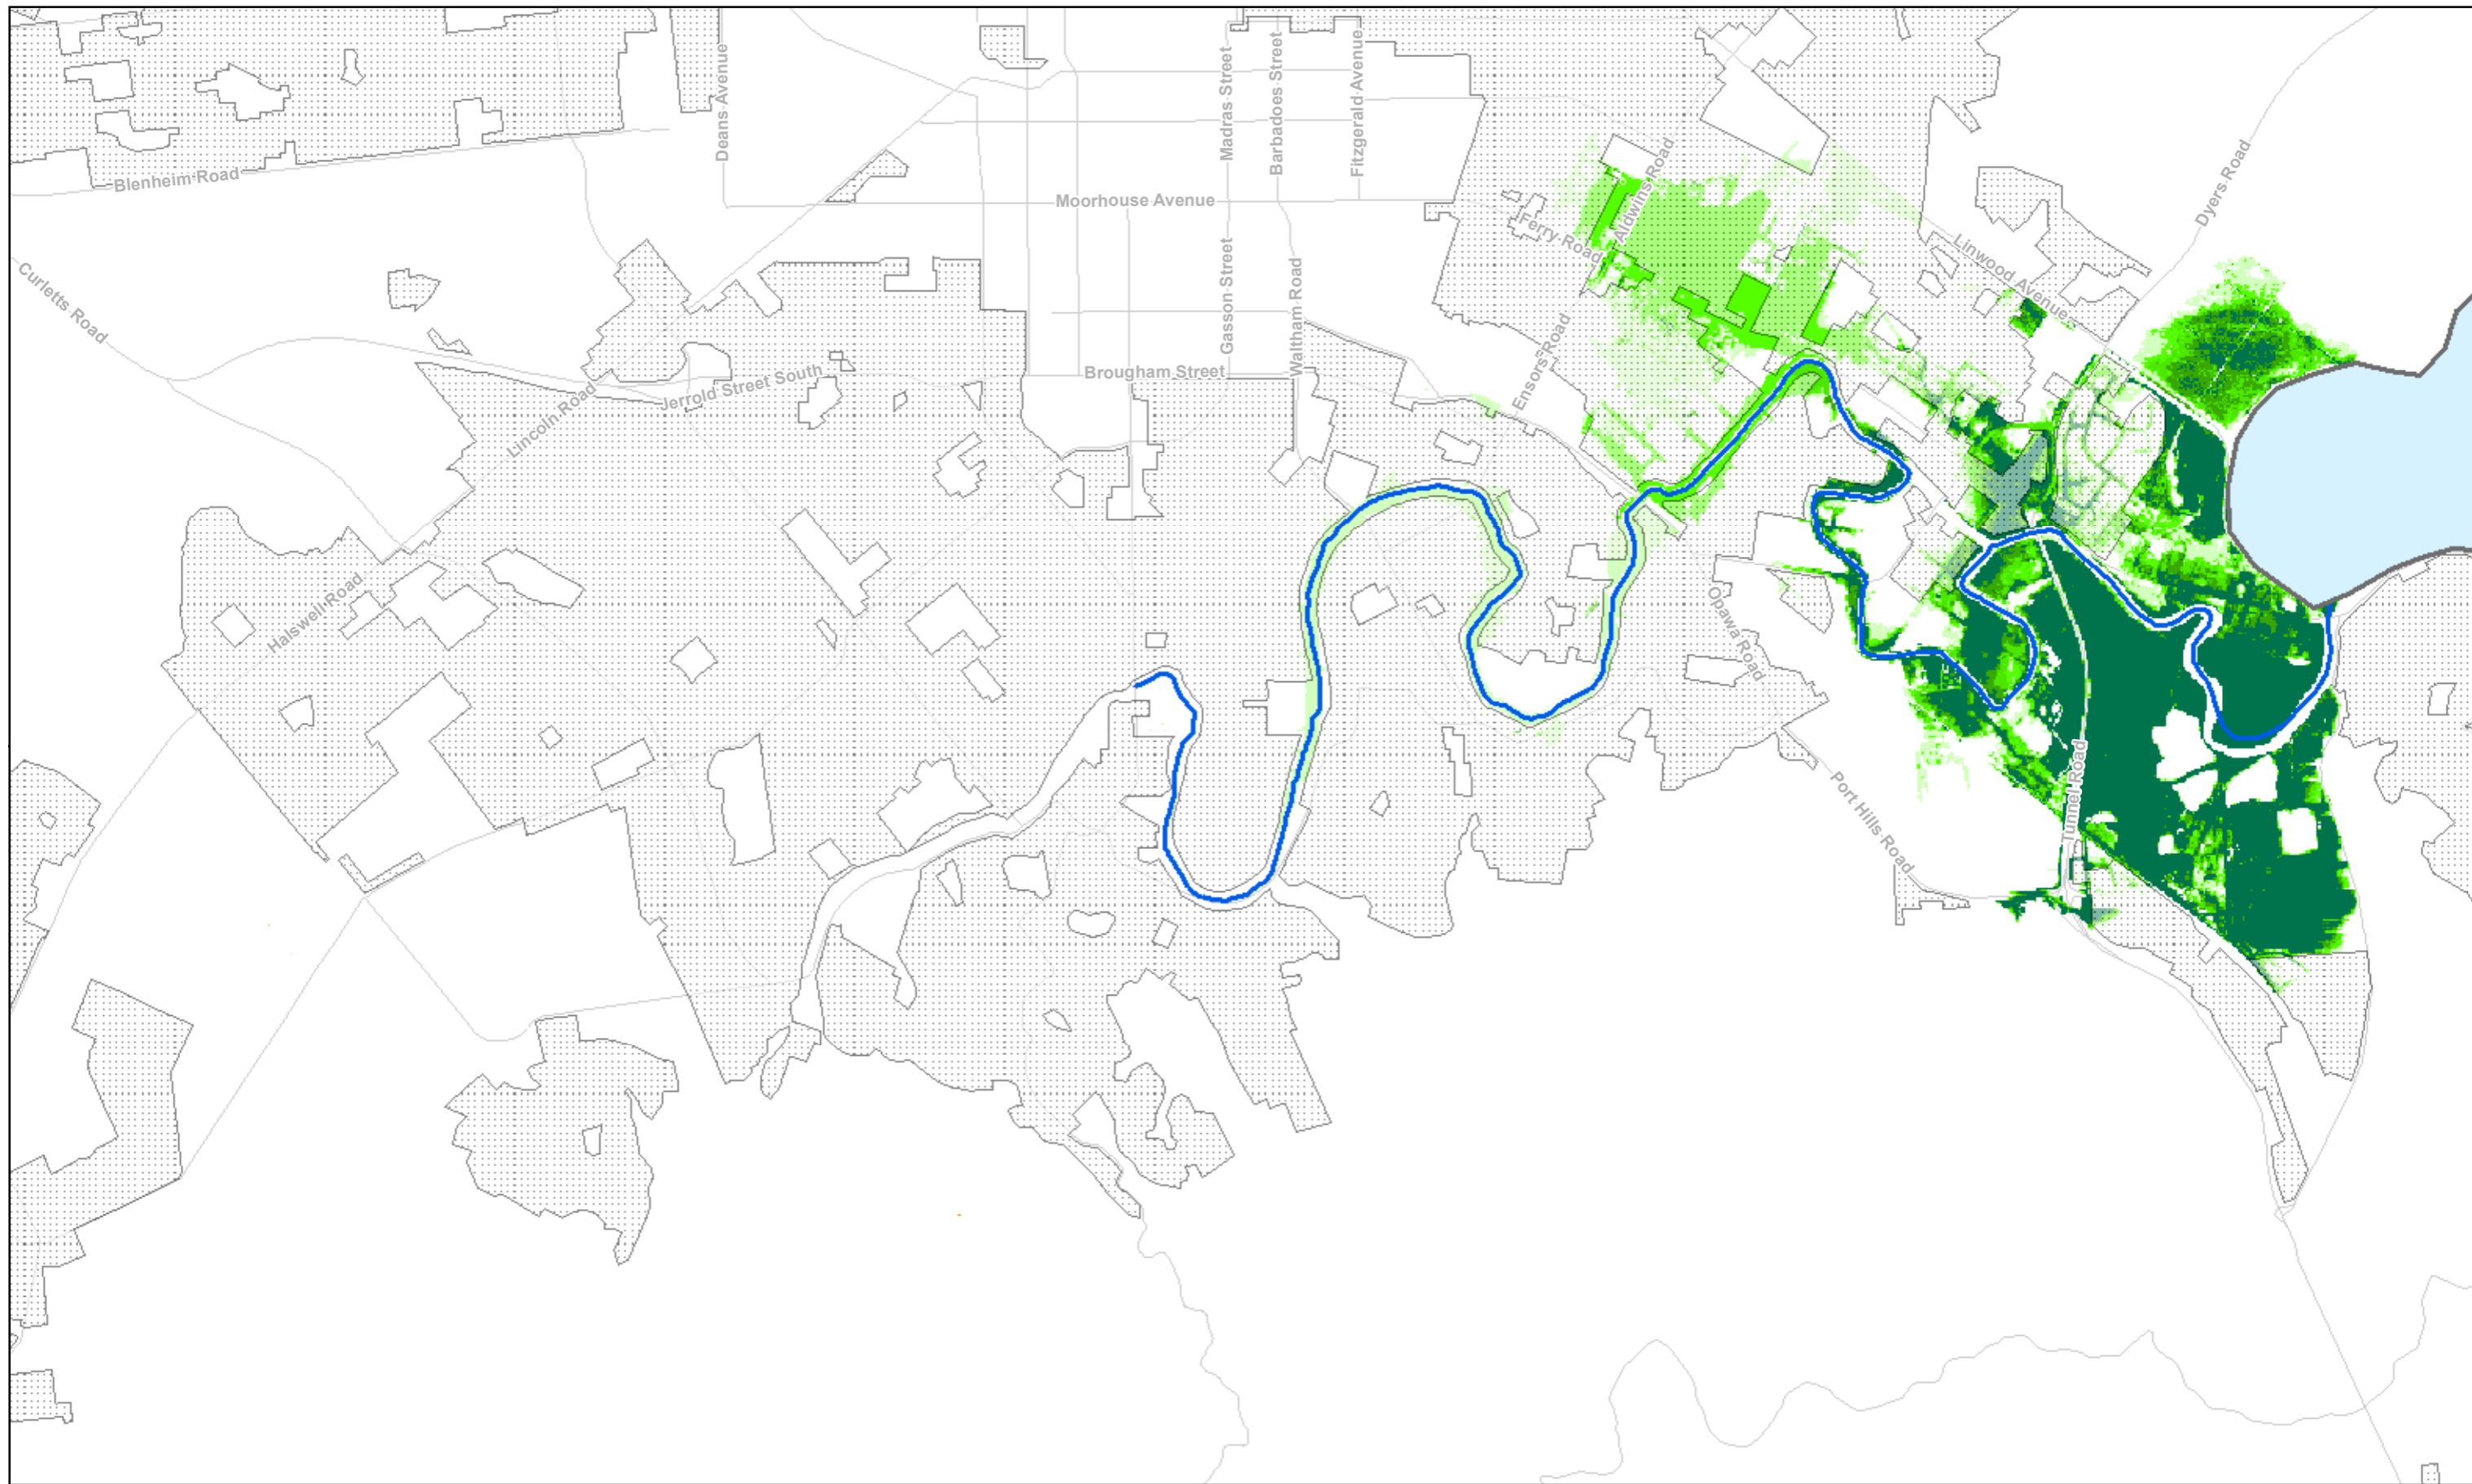 Deans Avenue
Madras Street
Barbadoes Street
Fitzgerald Avenue
Blenheim Road
Moorhouse Avenue
Aldwins Road
Ferry Road
Dyers Road
Linwood Avenue
Curletts Road
Gasson Street
Waltham Road
Ensors Road
Brougham Street
Jerrold Street South
Lincoln Road
Halswell Road
Opawa Road
Port Hills Road
Tunnel Road